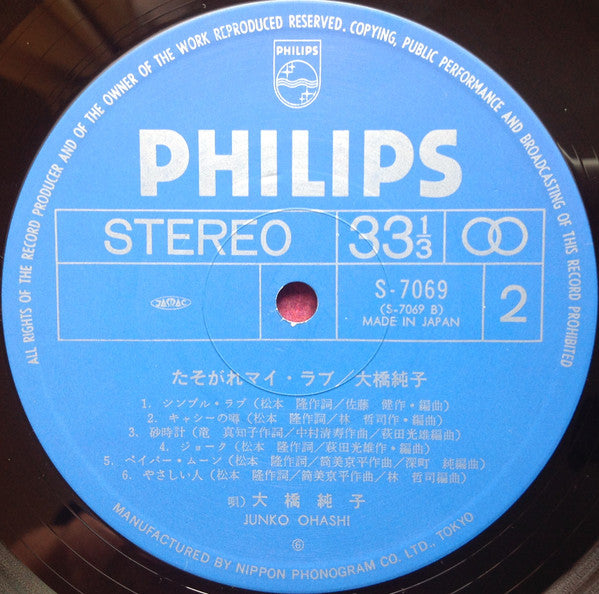 ALL RIGHTS OF THE RECORD PRODUCER AND OF THE OWNER OF THE WORK REPRODUCED RESERVED. COPYING, PUBLIC PERFORMANCE AND BROADCASTING OF THIS RECORD PROHIBITED
PHILIPS
PHILIPS
STEREO 33 1/3
JASRAC S-7069 2
(S-7069 B)
MADE IN JAPAN
たそがれマイ・ラブ/大橋純子
1. シンプル・ラブ(松本 隆作詞/佐藤 健作・編曲)
2. キャシーの噂(松本 隆作詞/林 哲司作・編曲)
3. 砂時計(竜 真知子作詞/中村清寿作曲/萩田光雄編曲)
4. ジョーク(松本 隆作詞/萩田光雄作・編曲)
5. ペイパー・ムーン(松本 隆作詞/筒美京平作曲/深町 純編曲)
6. やさしい人(松本 隆作詞/筒美京平作曲/林 哲司編曲)
唄)大橋純子
JUNKO OHASHI
⑥
MANUFACTURED BY NIPPON PHONOGRAM CO. LTD., TOKYO